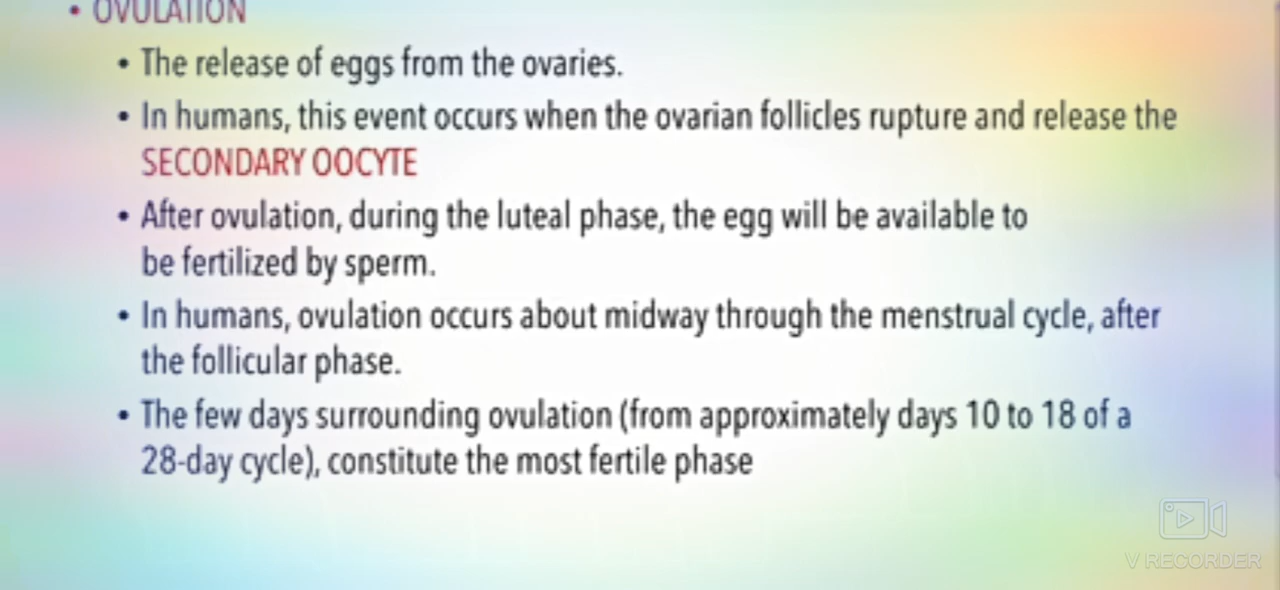 • OVULATION
• The release of eggs from the ovaries.
• In humans, this event occurs when the ovarian follicles rupture and release the
SECONDARY OOCYTE
• After ovulation, during the luteal phase, the egg will be available to
be fertilized by sperm.
• In humans, ovulation occurs about midway through the menstrual cycle, after
the follicular phase.
• The few days surrounding ovulation (from approximately days 10 to 18 of a
28-day cycle), constitute the most fertile phase
V RECORDER